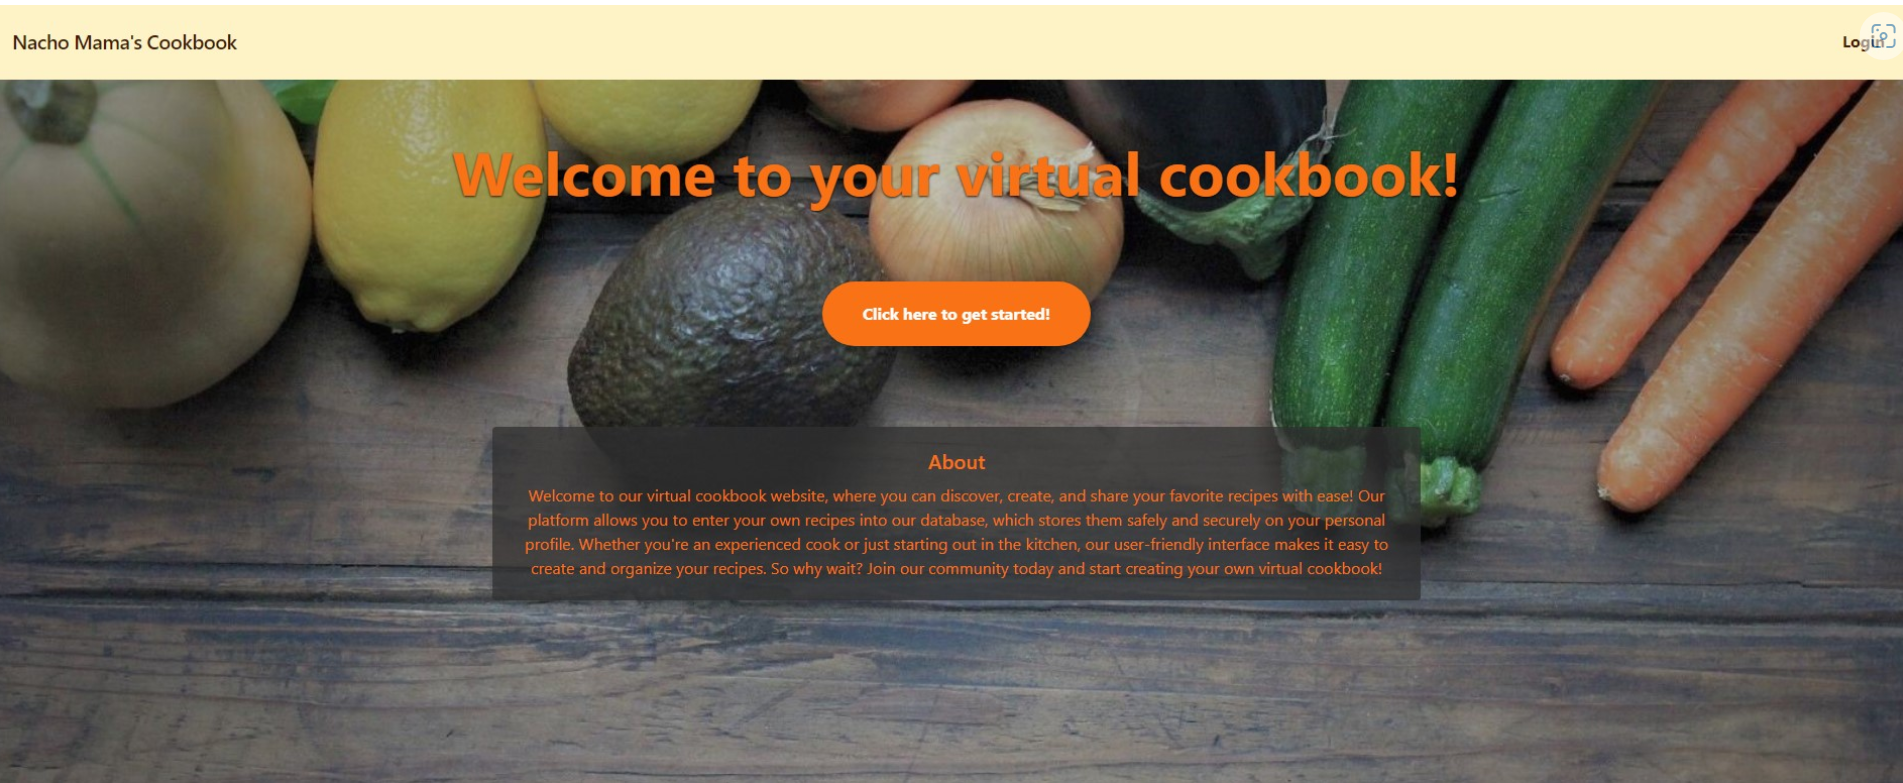 Nacho Mama's Cookbook
Login
Welcome to your virtual cookbook!
Click here to get started!
About
Welcome to our virtual cookbook website, where you can discover, create, and share your favorite recipes with ease! Our
platform allows you to enter your own recipes into our database, which stores them safely and securely on your personal
profile. Whether you're an experienced cook or just starting out in the kitchen, our user-friendly interface makes it easy to
create and organize your recipes. So why wait? Join our community today and start creating your own virtual cookbook!